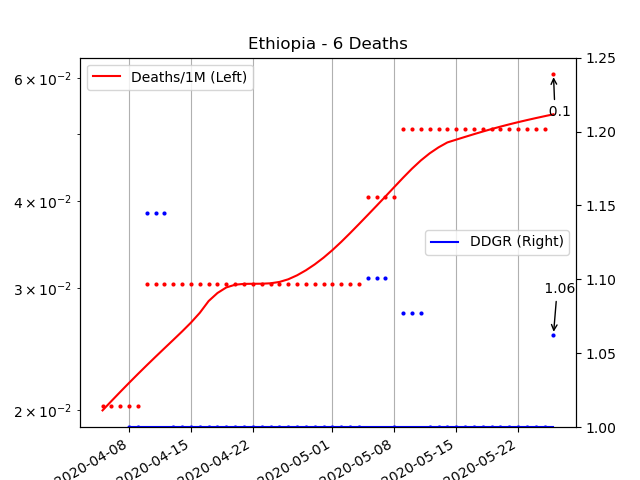 Ethiopia - 6 Deaths
Deaths/1M (Left)
DDGR (Right)
0.1
1.06
6 × 10⁻²
4 × 10⁻²
3 × 10⁻²
2 × 10⁻²
1.25
1.20
1.15
1.10
1.05
1.00
2020-04-08
2020-04-15
2020-04-22
2020-05-01
2020-05-08
2020-05-15
2020-05-22